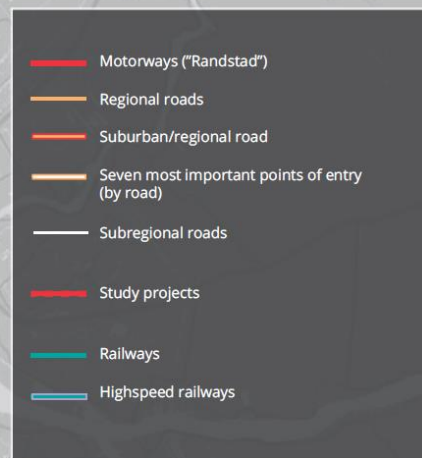 Motorways ("Randstad")
Regional roads
Suburban/regional road
Seven most important points of entry
(by road)
Subregional roads
Study projects
Railways
Highspeed railways